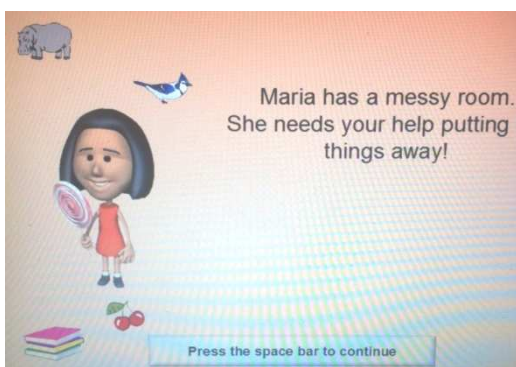 Maria has a messy room.
She needs your help putting
things away!
Press the space bar to continue